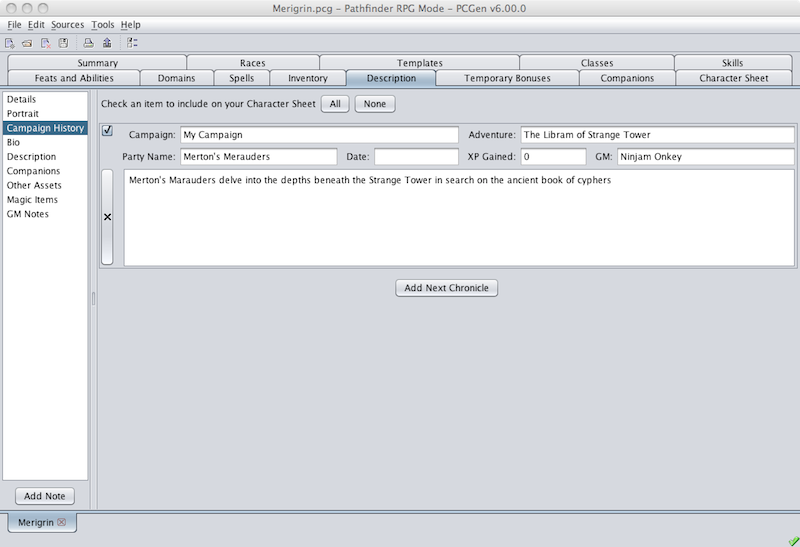 Merigrin.pcg – Pathfinder RPG Mode – PCGen v6.00.0
File Edit Sources Tools Help
Summary Races Templates Classes Skills
Feats and Abilities Domains Spells Inventory Description Temporary Bonuses Companions Character Sheet
Details
Portrait
Campaign History
Bio
Description
Companions
Other Assets
Magic Items
GM Notes
Add Note
Check an item to include on your Character Sheet All None
Campaign: My Campaign Adventure: The Libram of Strange Tower
Party Name: Merton's Merauders Date: XP Gained: 0 GM: Ninjam Onkey
Merton's Marauders delve into the depths beneath the Strange Tower in search on the ancient book of cyphers
Add Next Chronicle
Merigrin